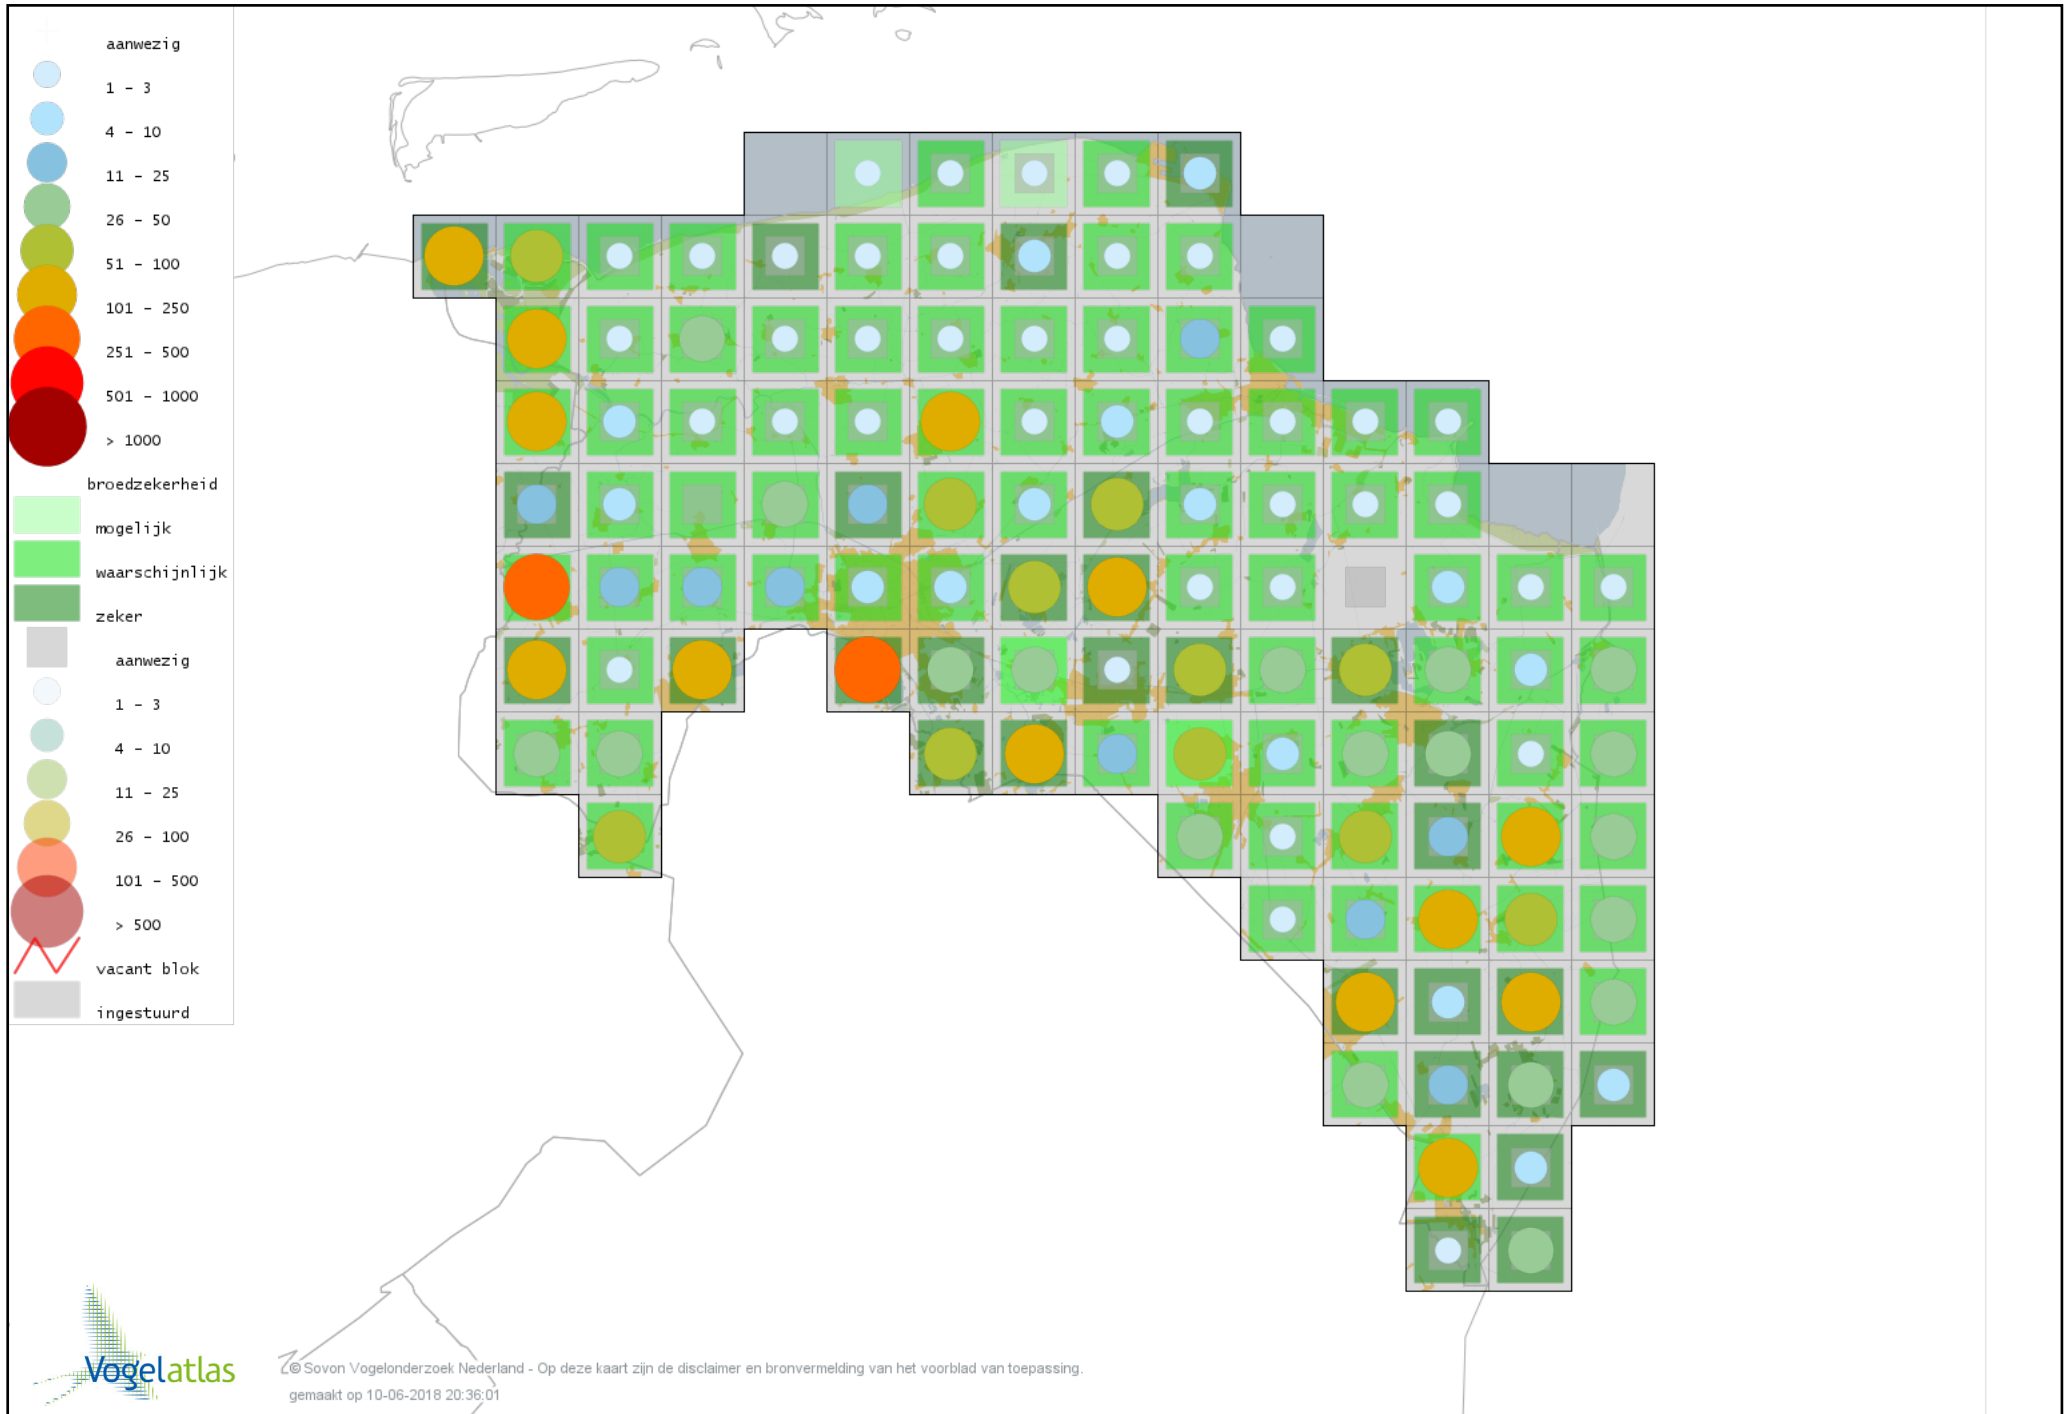 aanwezig
1 - 3
4 - 10
11 - 25
26 - 50
51 - 100
101 - 250
251 - 500
501 - 1000
> 1000
broedzekerheid
mogelijk
waarschijnlijk
zeker
aanwezig
1 - 3
4 - 10
11 - 25
26 - 100
101 - 500
> 500
vacant blok
ingestuurd
Vogelatlas
© Sovon Vogelonderzoek Nederland - Op deze kaart zijn de disclaimer en bronvermelding van het voorblad van toepassing.
gemaakt op 10-06-2018 20:36:01